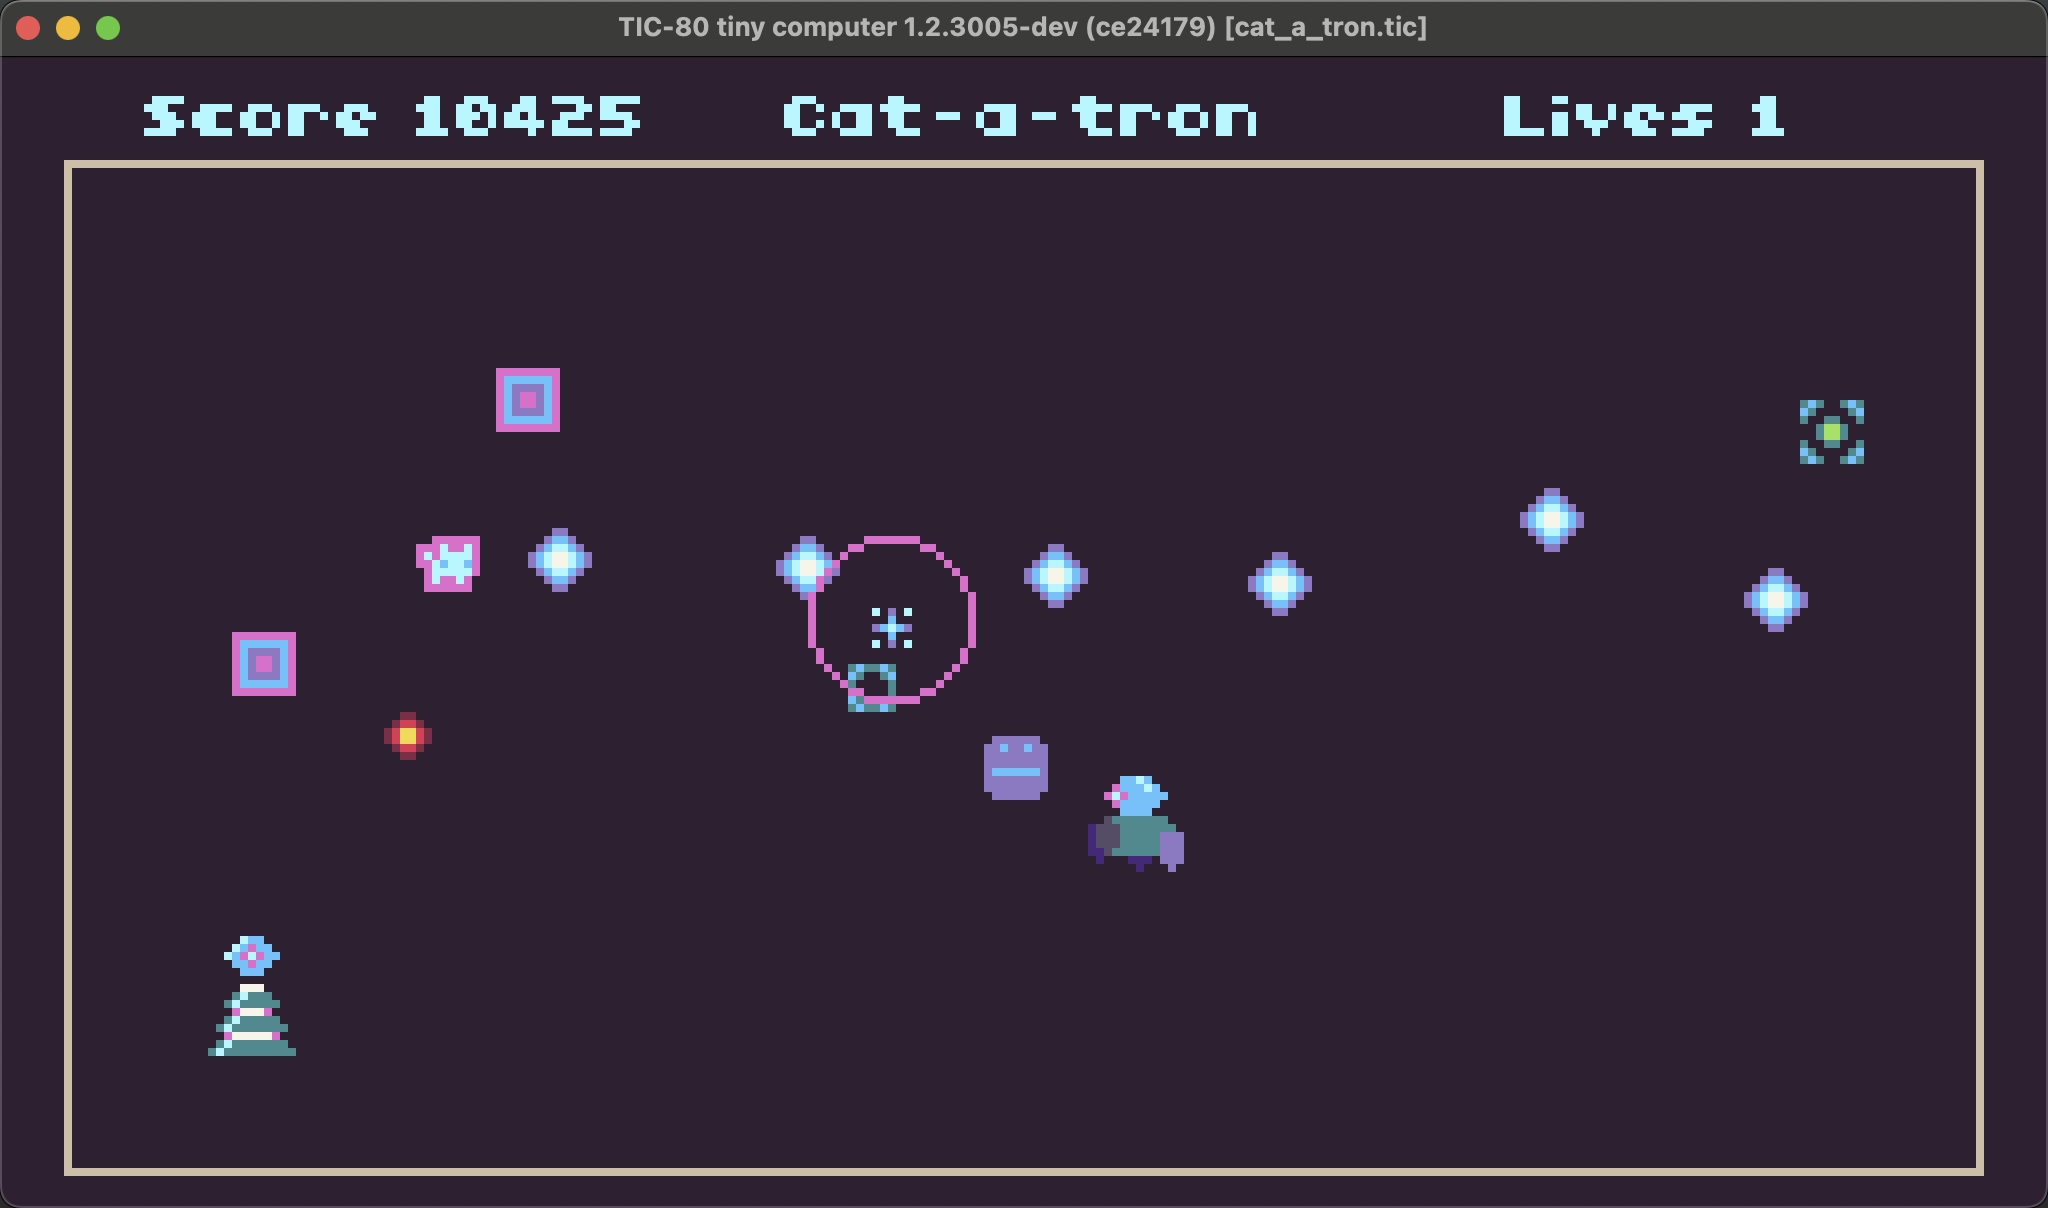 TIC-80 tiny computer 1.2.3005-dev (ce24179) [cat_a_tron.tic]
Score 10425 Cat-a-tron Lives 1